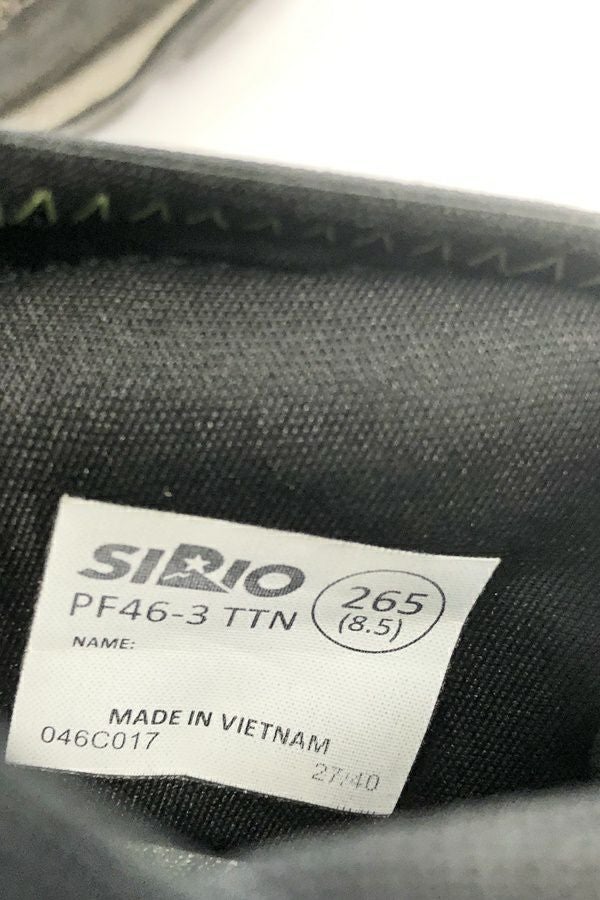 SIRIO
PF46-3 TTN
265
(8.5)
NAME:
MADE IN VIETNAM
046C017
27/40